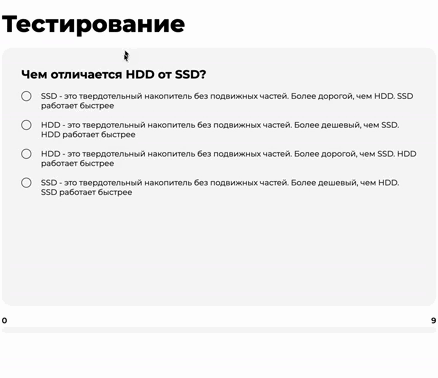 Тестирование
Чем отличается HDD от SSD?
SSD - это твердотельный накопитель без подвижных частей. Более дорогой, чем HDD. SSD
работает быстрее
HDD - это твердотельный накопитель без подвижных частей. Более дешевый, чем SSD.
HDD работает быстрее
HDD - это твердотельный накопитель без подвижных частей. Более дорогой, чем SSD. HDD
работает быстрее
SSD - это твердотельный накопитель без подвижных частей. Более дешевый, чем HDD.
SSD работает быстрее
0 9